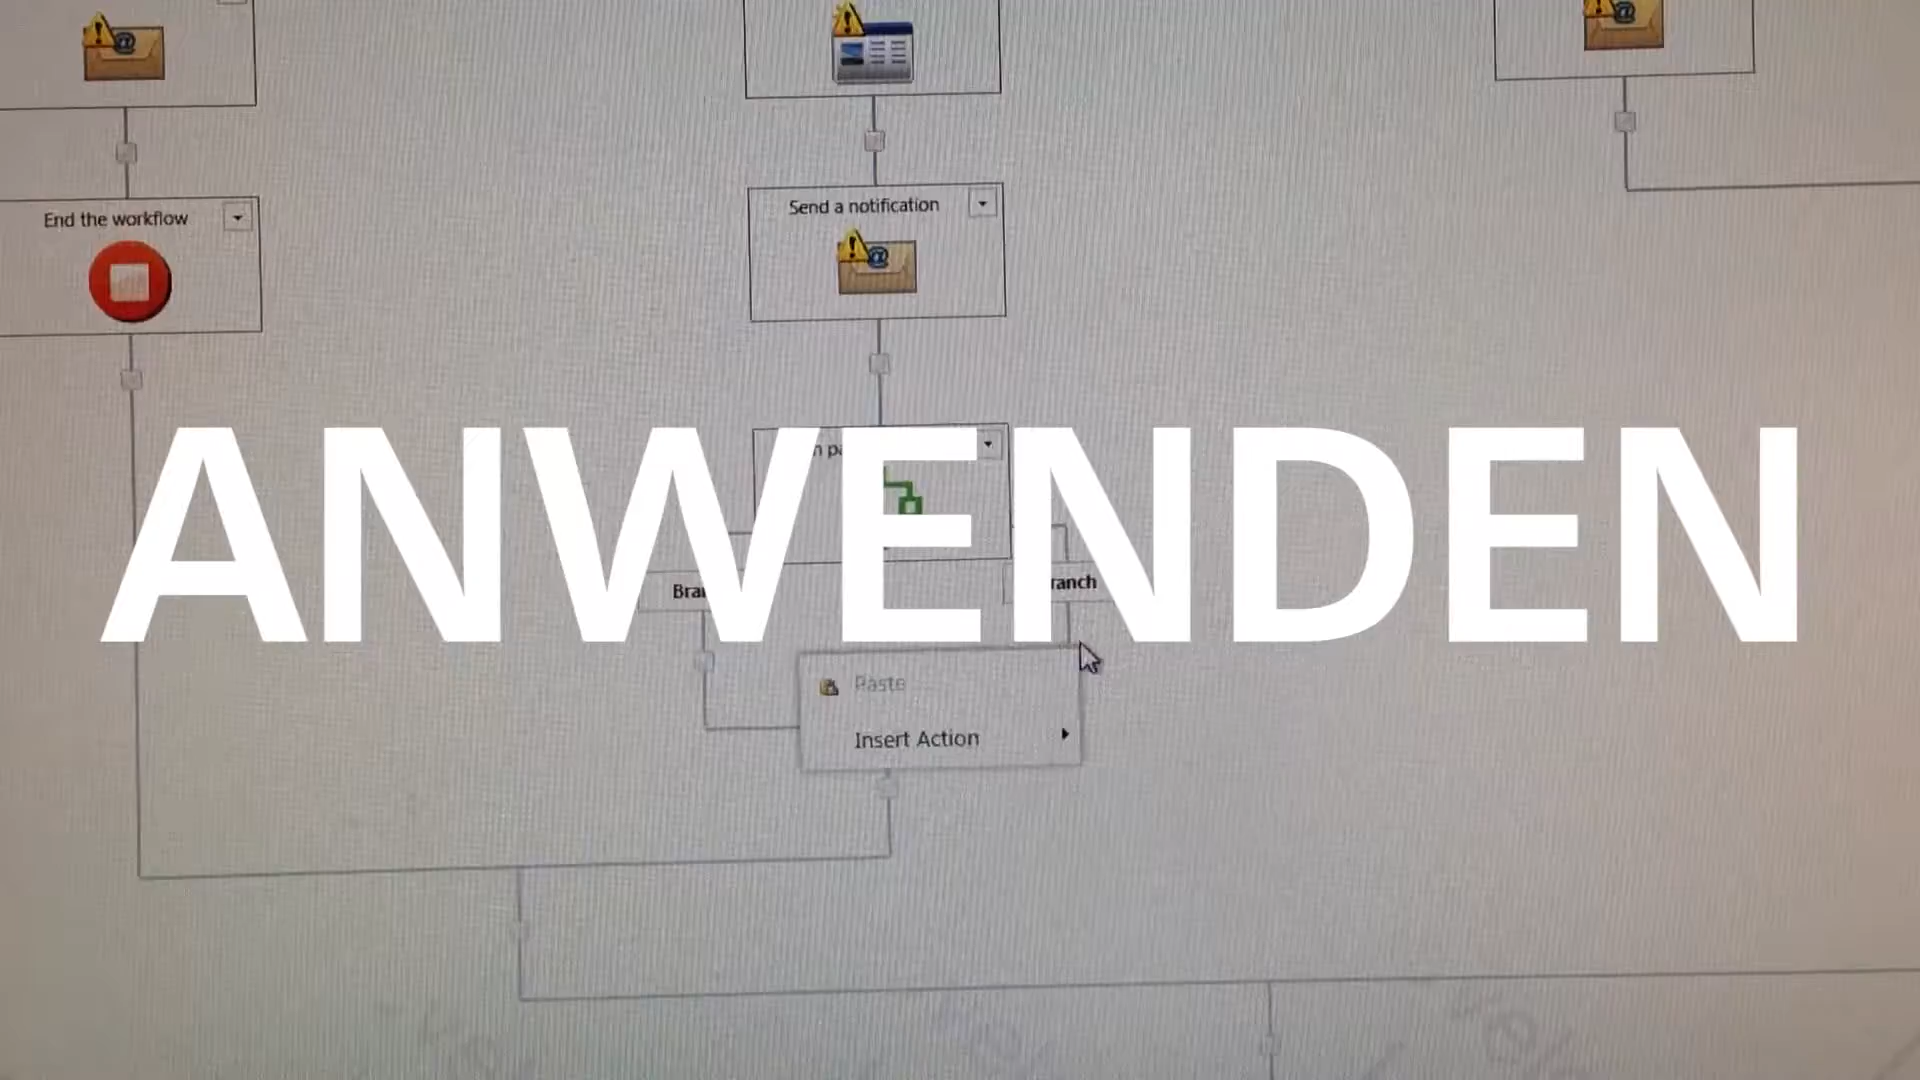 End the workflow
Send a notification
ANWENDEN
Paste
Insert Action